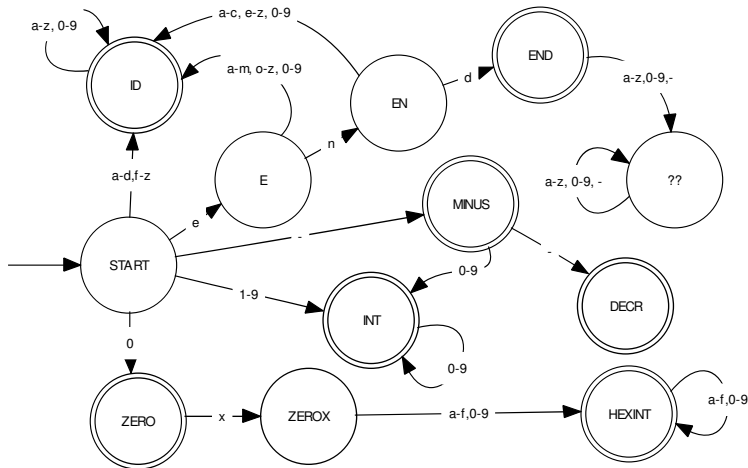 a-c, e-z, 0-9
a-z, 0-9
END
ID
a-m, o-z, 0-9
d
a-z,0-9,-
EN
n
E
??
a-z, 0-9, -
a-d,f-z
MINUS
e
-
-
START
0-9
1-9
DECR
INT
0
0-9
a-f,0-9
ZERO
x
ZEROX
a-f,0-9
HEXINT